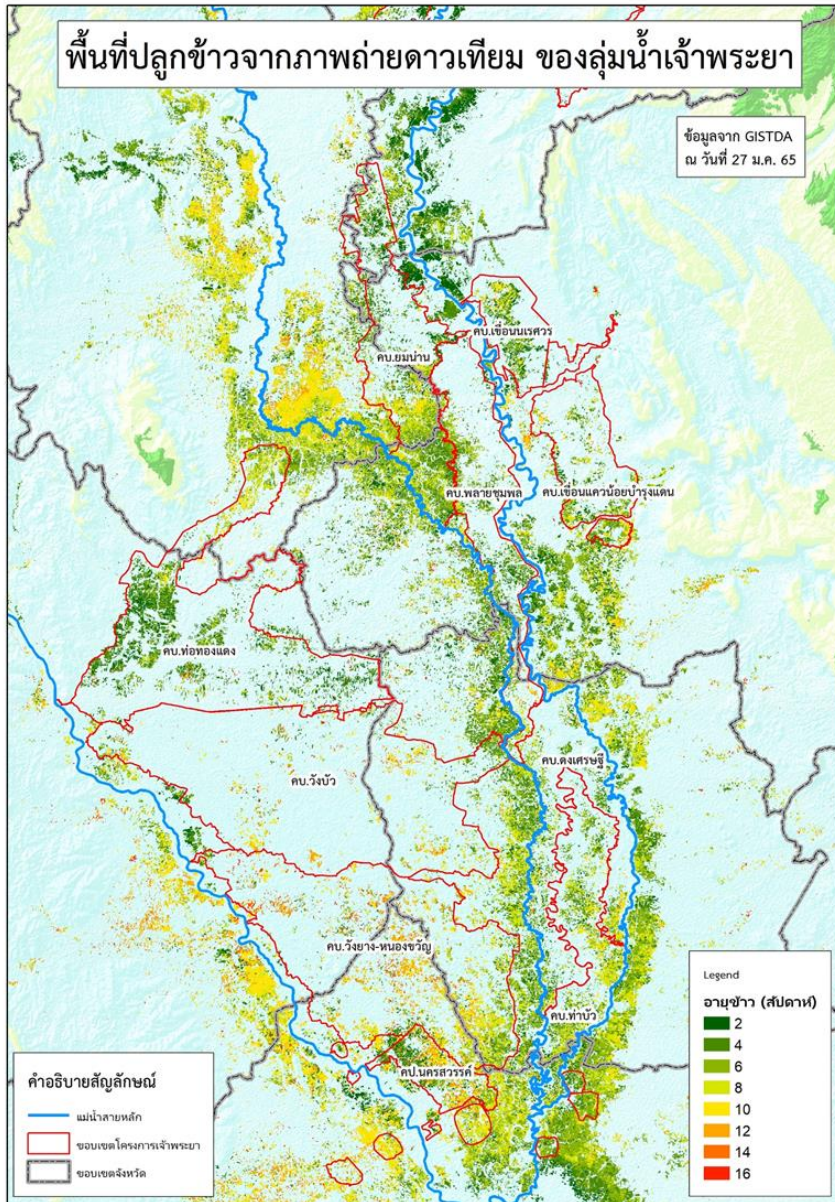 พื้นที่ปลูกข้าวจากภาพถ่ายดาวเทียม ของลุ่มน้ำเจ้าพระยา
ข้อมูลจาก GISTDA
ณ วันที่ 27 ม.ค. 65
คบ.เขื่อนนเรศวร
คบ.ยมน่าน
คบ.พลายชุมพล
คบ.เขื่อนแควน้อยบำรุงแดน
คบ.ท่อทองแดง
คบ.ดงเศรษฐี
คบ.วังบัว
คบ.วังยาง-หนองขวัญ
คบ.ท่าบัว
คป.นครสวรรค์
Legend
อายุข้าว (สัปดาห์)
2
4
6
8
10
12
14
16
คำอธิบายสัญลักษณ์
แม่น้ำสายหลัก
ขอบเขตโครงการเจ้าพระยา
ขอบเขตจังหวัด